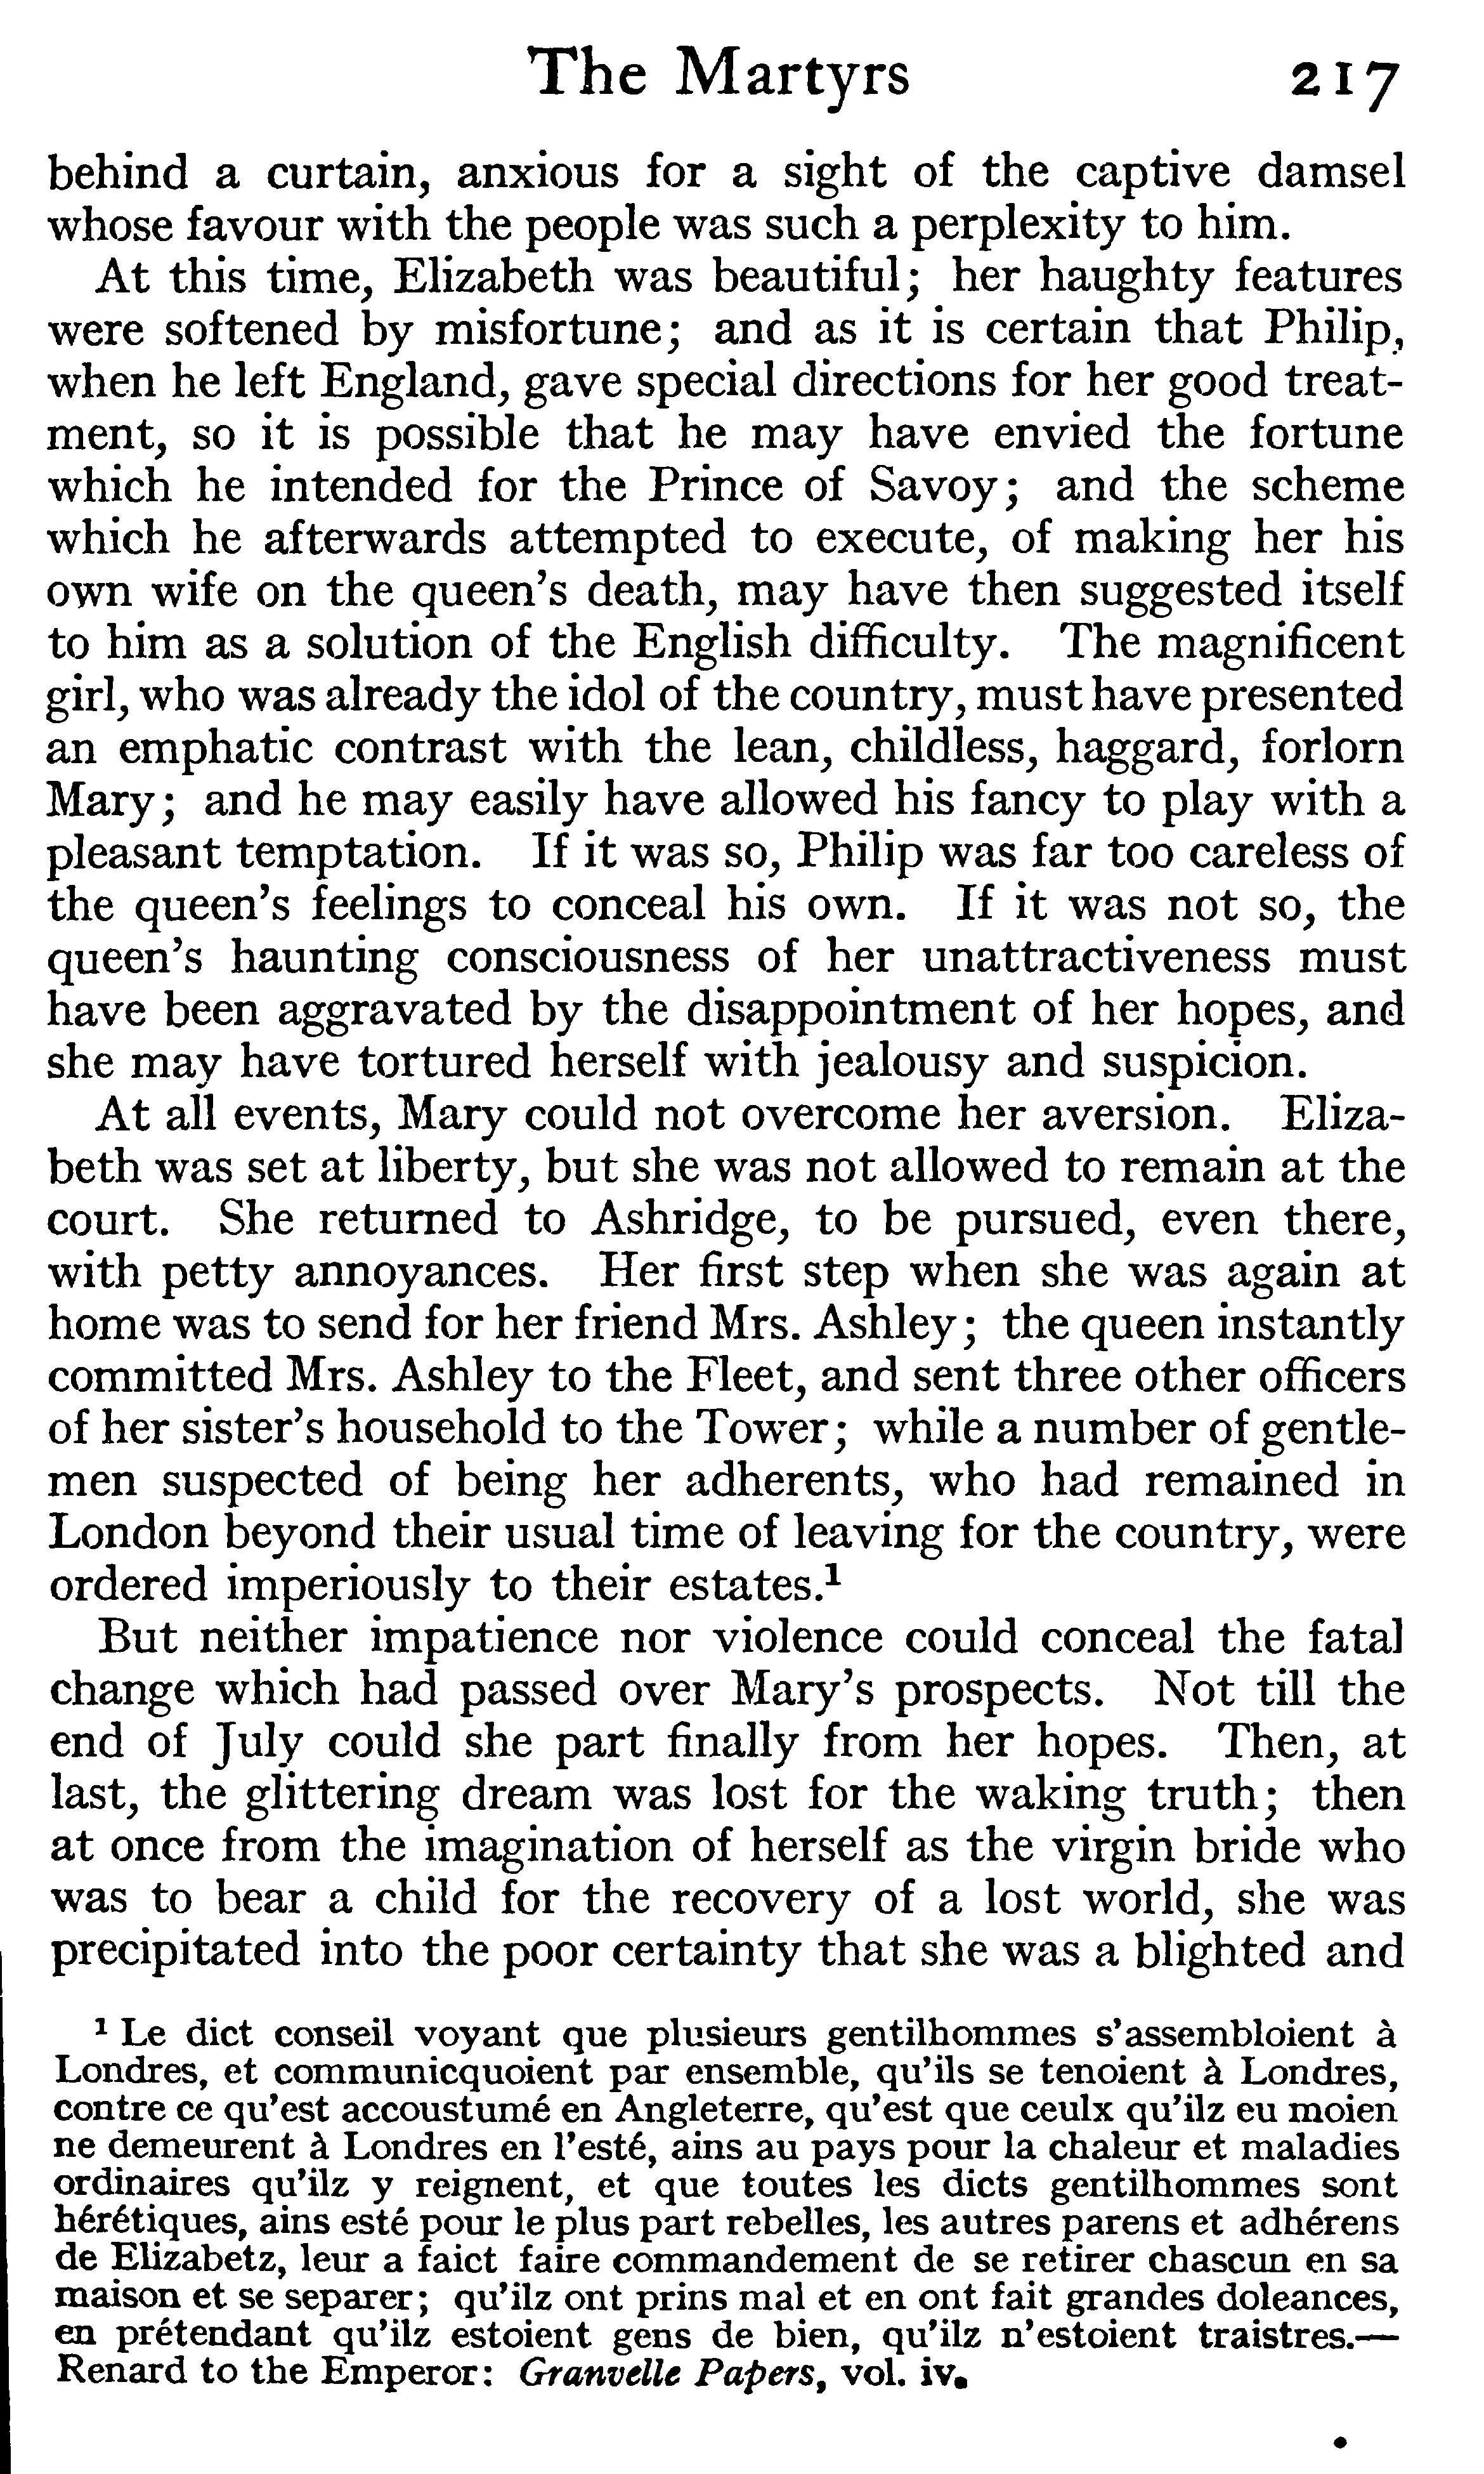 The Martyrs 217
behind a curtain, anxious for a sight of the captive damsel
whose favour with the people was such a perplexity to him.
At this time, Elizabeth was beautiful; her haughty features
were softened by misfortune; and as it is certain that Philip,
when he left England, gave special directions for her good treat-
ment, so it is possible that he may have envied the fortune
which he intended for the Prince of Savoy; and the scheme
which he afterwards attempted to execute, of making her his
own wife on the queen's death, may have then suggested itself
to him as a solution of the English difficulty. The magnificent
girl, who was already the idol of the country, must have presented
an emphatic contrast with the lean, childless, haggard, forlorn
Mary; and he may easily have allowed his fancy to play with a
pleasant temptation. If it was so, Philip was far too careless of
the queen's feelings to conceal his own. If it was not so, the
queen's haunting consciousness of her unattractiveness must
have been aggravated by the disappointment of her hopes, and
she may have tortured herself with jealousy and suspicion.
At all events, Mary could not overcome her aversion. Eliza-
beth was set at liberty, but she was not allowed to remain at the
court. She returned to Ashridge, to be pursued, even there,
with petty annoyances. Her first step when she was again at
home was to send for her friend Mrs. Ashley; the queen instantly
committed Mrs. Ashley to the Fleet, and sent three other officers
of her sister's household to the Tower; while a number of gentle-
men suspected of being her adherents, who had remained in
London beyond their usual time of leaving for the country, were
ordered imperiously to their estates.¹
But neither impatience nor violence could conceal the fatal
change which had passed over Mary's prospects. Not till the
end of July could she part finally from her hopes. Then, at
last, the glittering dream was lost for the waking truth; then
at once from the imagination of herself as the virgin bride who
was to bear a child for the recovery of a lost world, she was
precipitated into the poor certainty that she was a blighted and
¹ Le dict conseil voyant que plusieurs gentilhommes s'assembloient à
Londres, et communicquoient par ensemble, qu'ils se tenoient à Londres,
contre ce qu'est accoustumé en Angleterre, qu'est que ceulx qu'ilz eu moien
ne demeurent à Londres en l'esté, ains au pays pour la chaleur et maladies
ordinaires qu'ilz y reignent, et que toutes les dicts gentilhommes sont
hérétiques, ains esté pour le plus part rebelles, les autres parens et adhérens
de Elizabetz, leur a faict faire commandement de se retirer chascun en sa
maison et se separer; qu'ilz ont prins mal et en ont fait grandes doleances,
en prétendant qu'ilz estoient gens de bien, qu'ilz n'estoient traistres.—
Renard to the Emperor: Granvelle Papers, vol. iv.